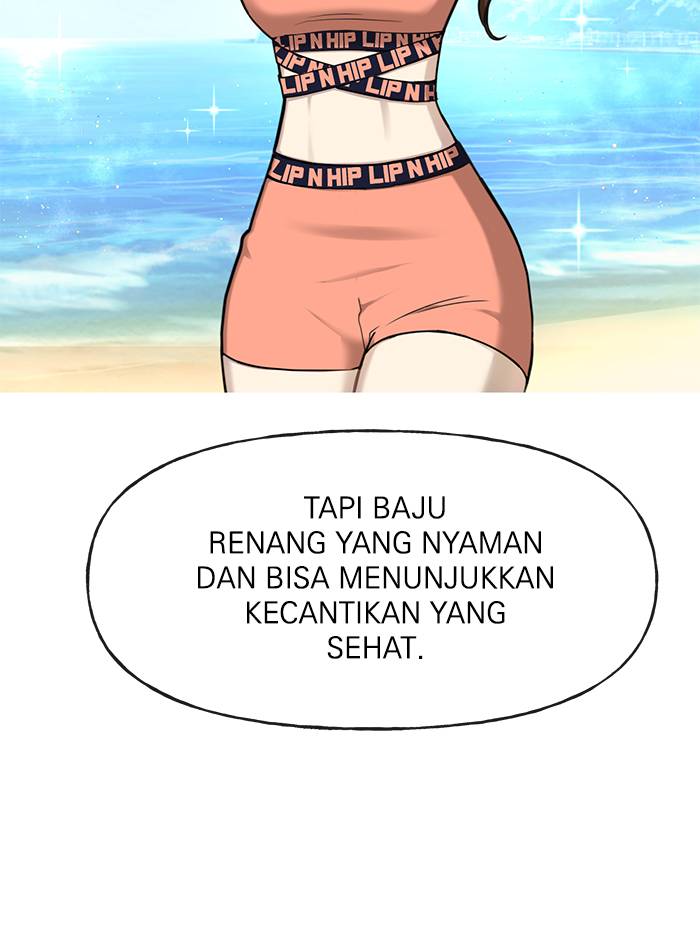 LIP N HIP LIP N HIP
LIP N HIP LIP N HIP
LIP N HIP LIP N HIP
TAPI BAJU
RENANG YANG NYAMAN
DAN BISA MENUNJUKKAN
KECANTIKAN YANG
SEHAT.